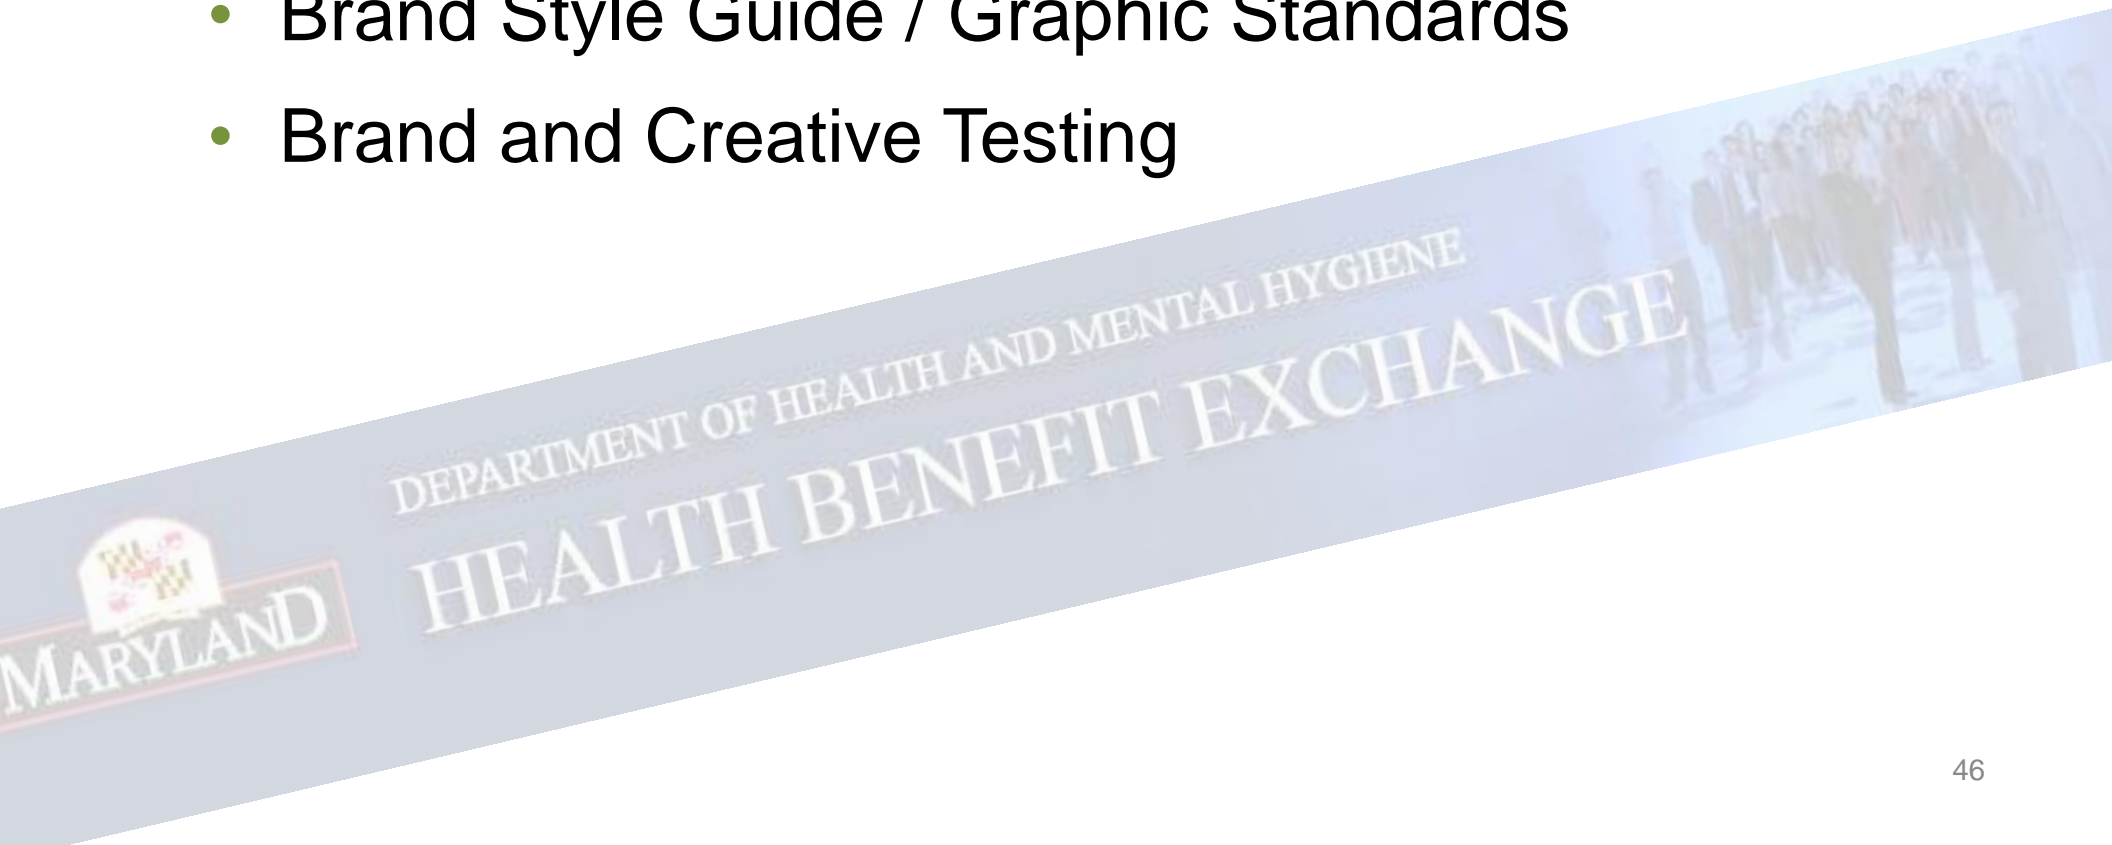 • Brand Style Guide / Graphic Standards
• Brand and Creative Testing
DEPARTMENT OF HEALTH AND MENTAL HYGIENE
HEALTH BENEFIT EXCHANGE
MARYLAND
46